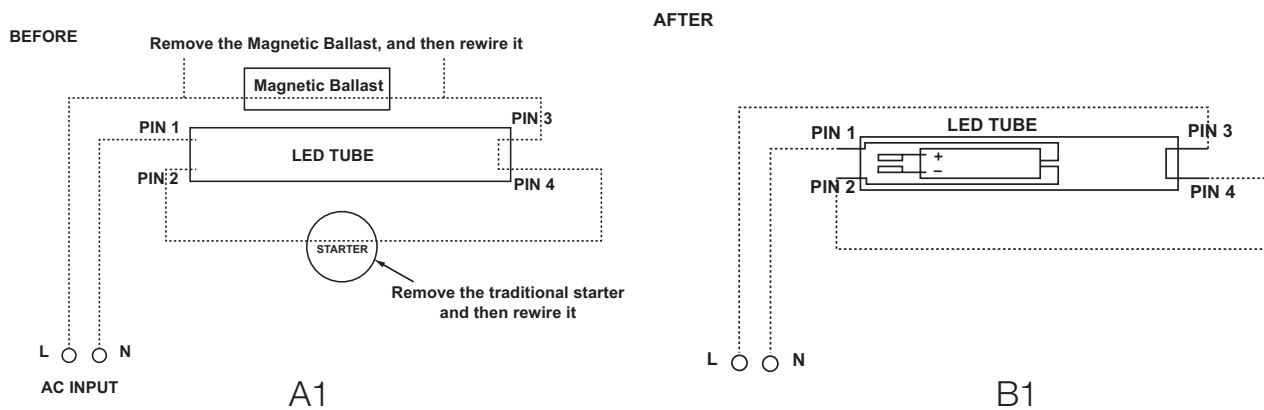 BEFORE
Remove the Magnetic Ballast, and then rewire it
Magnetic Ballast
PIN 1
PIN 3
LED TUBE
PIN 2
PIN 4
STARTER
Remove the traditional starter
and then rewire it
L
N
AC INPUT
A1
AFTER
LED TUBE
PIN 1
PIN 3
+
−
PIN 2
PIN 4
L
N
B1